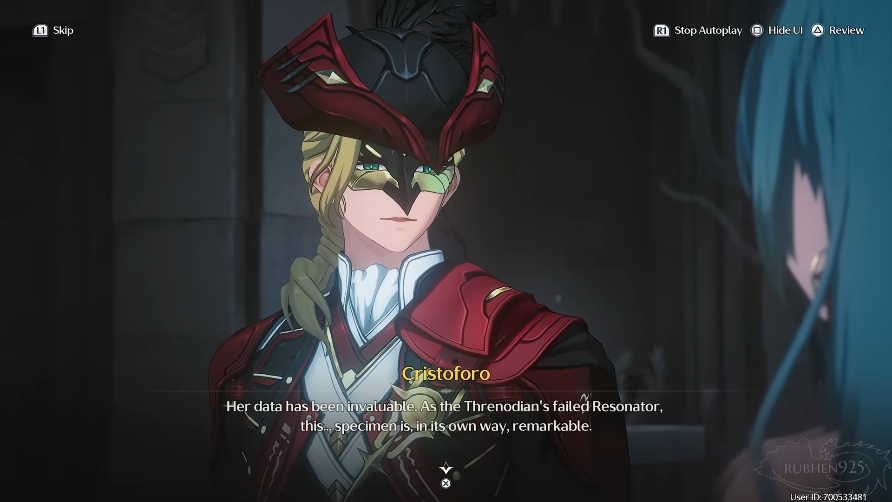 L1 Skip
R1 Stop Autoplay Hide UI Review
Cristoforo
Her data has been invaluable. As the Threnodian's failed Resonator,
this... specimen is, in its own way, remarkable.
RUBHEN925
User ID: 700533481